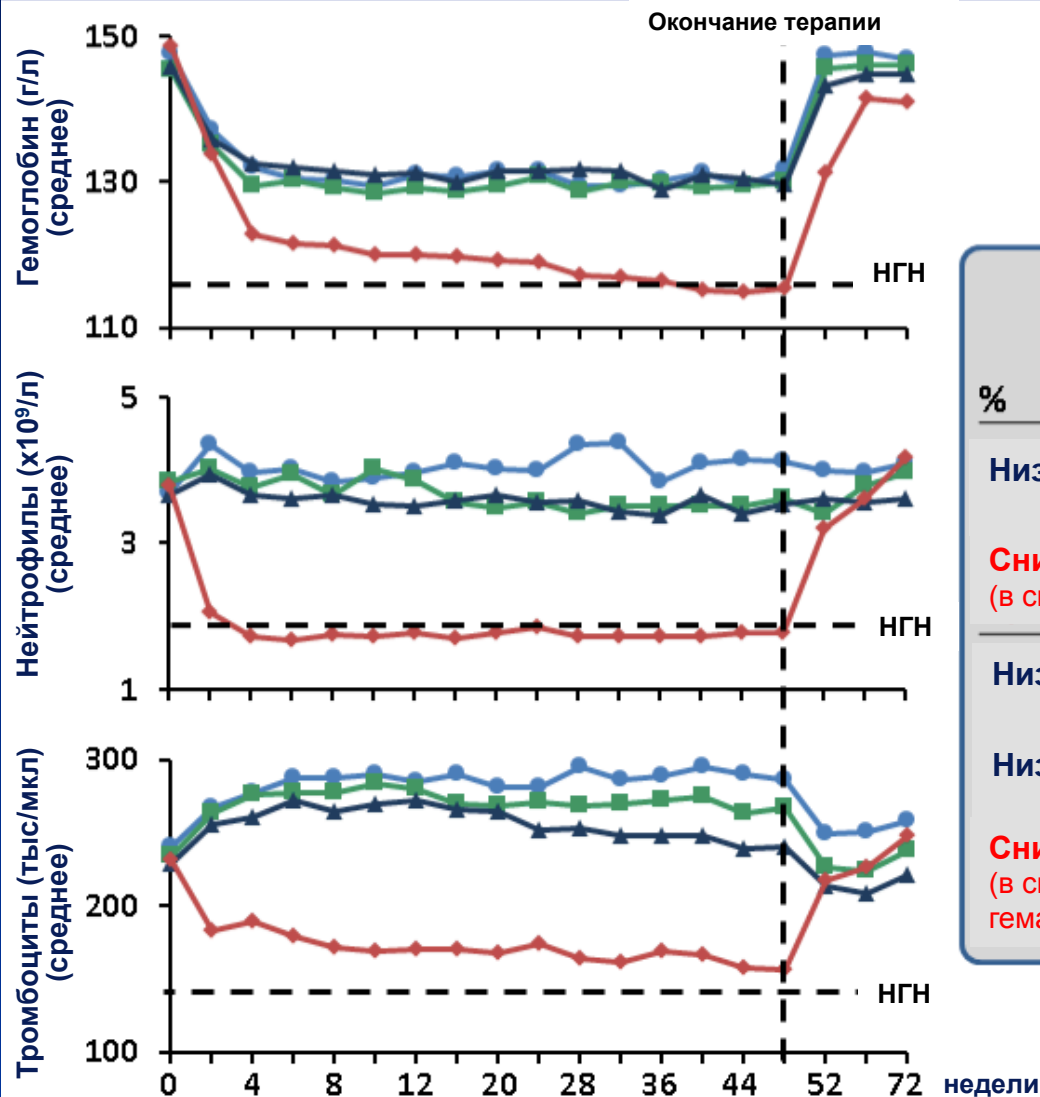 Окончание терапии
Гемоглобин (г/л)
(среднее)
150
130
110
НГН
Нейтрофилы (х10⁹/л)
(среднее)
5
3
1
НГН
Тромбоциты (тыс/мкл)
(среднее)
300
200
100
НГН
0 4 8 12 20 28 36 44 52 72 недели
%